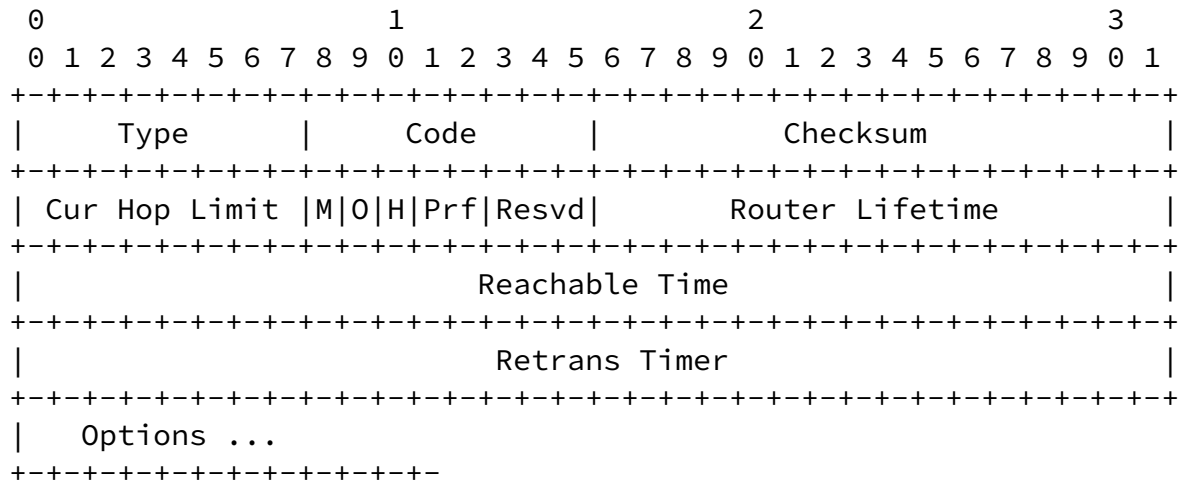 0                   1                   2                   3
 0 1 2 3 4 5 6 7 8 9 0 1 2 3 4 5 6 7 8 9 0 1 2 3 4 5 6 7 8 9 0 1
+-+-+-+-+-+-+-+-+-+-+-+-+-+-+-+-+-+-+-+-+-+-+-+-+-+-+-+-+-+-+-+-+
|     Type      |     Code      |          Checksum             |
+-+-+-+-+-+-+-+-+-+-+-+-+-+-+-+-+-+-+-+-+-+-+-+-+-+-+-+-+-+-+-+-+
| Cur Hop Limit |M|O|H|Prf|Resvd|       Router Lifetime         |
+-+-+-+-+-+-+-+-+-+-+-+-+-+-+-+-+-+-+-+-+-+-+-+-+-+-+-+-+-+-+-+-+
|                         Reachable Time                        |
+-+-+-+-+-+-+-+-+-+-+-+-+-+-+-+-+-+-+-+-+-+-+-+-+-+-+-+-+-+-+-+-+
|                          Retrans Timer                        |
+-+-+-+-+-+-+-+-+-+-+-+-+-+-+-+-+-+-+-+-+-+-+-+-+-+-+-+-+-+-+-+-+
|   Options ...
+-+-+-+-+-+-+-+-+-+-+-+-